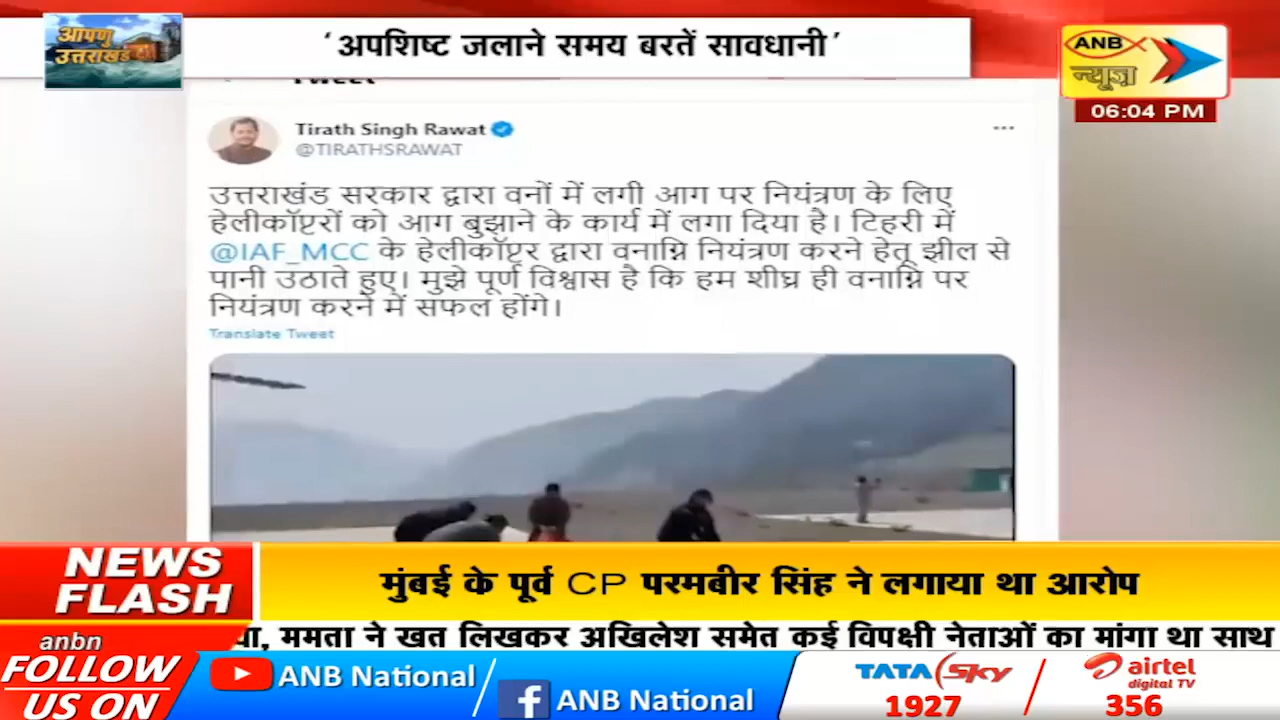 आपणु
उत्तराखंड
‘अपशिष्ट जलाने समय बरतें सावधानी’
ANB
न्यूज़
06:04 PM
Tweet
Tirath Singh Rawat
@TIRATHSRAWAT
उत्तराखंड सरकार द्वारा वनों में लगी आग पर नियंत्रण के लिए
हेलीकॉप्टरों को आग बुझाने के कार्य में लगा दिया है। टिहरी में
@IAF_MCC के हेलीकॉप्टर द्वारा वनाग्नि नियंत्रण करने हेतू झील से
पानी उठाते हुए। मुझे पूर्ण विश्वास है कि हम शीघ्र ही वनाग्नि पर
नियंत्रण करने में सफल होंगे।
Translate Tweet
NEWS
FLASH
मुंबई के पूर्व CP परमबीर सिंह ने लगाया था आरोप
ममता ने खत लिखकर अखिलेश समेत कई विपक्षी नेताओं का मांगा था साथ
anbn
FOLLOW
US ON
ANB National
ANB National
TATA Sky
1927
airtel
digital TV
356